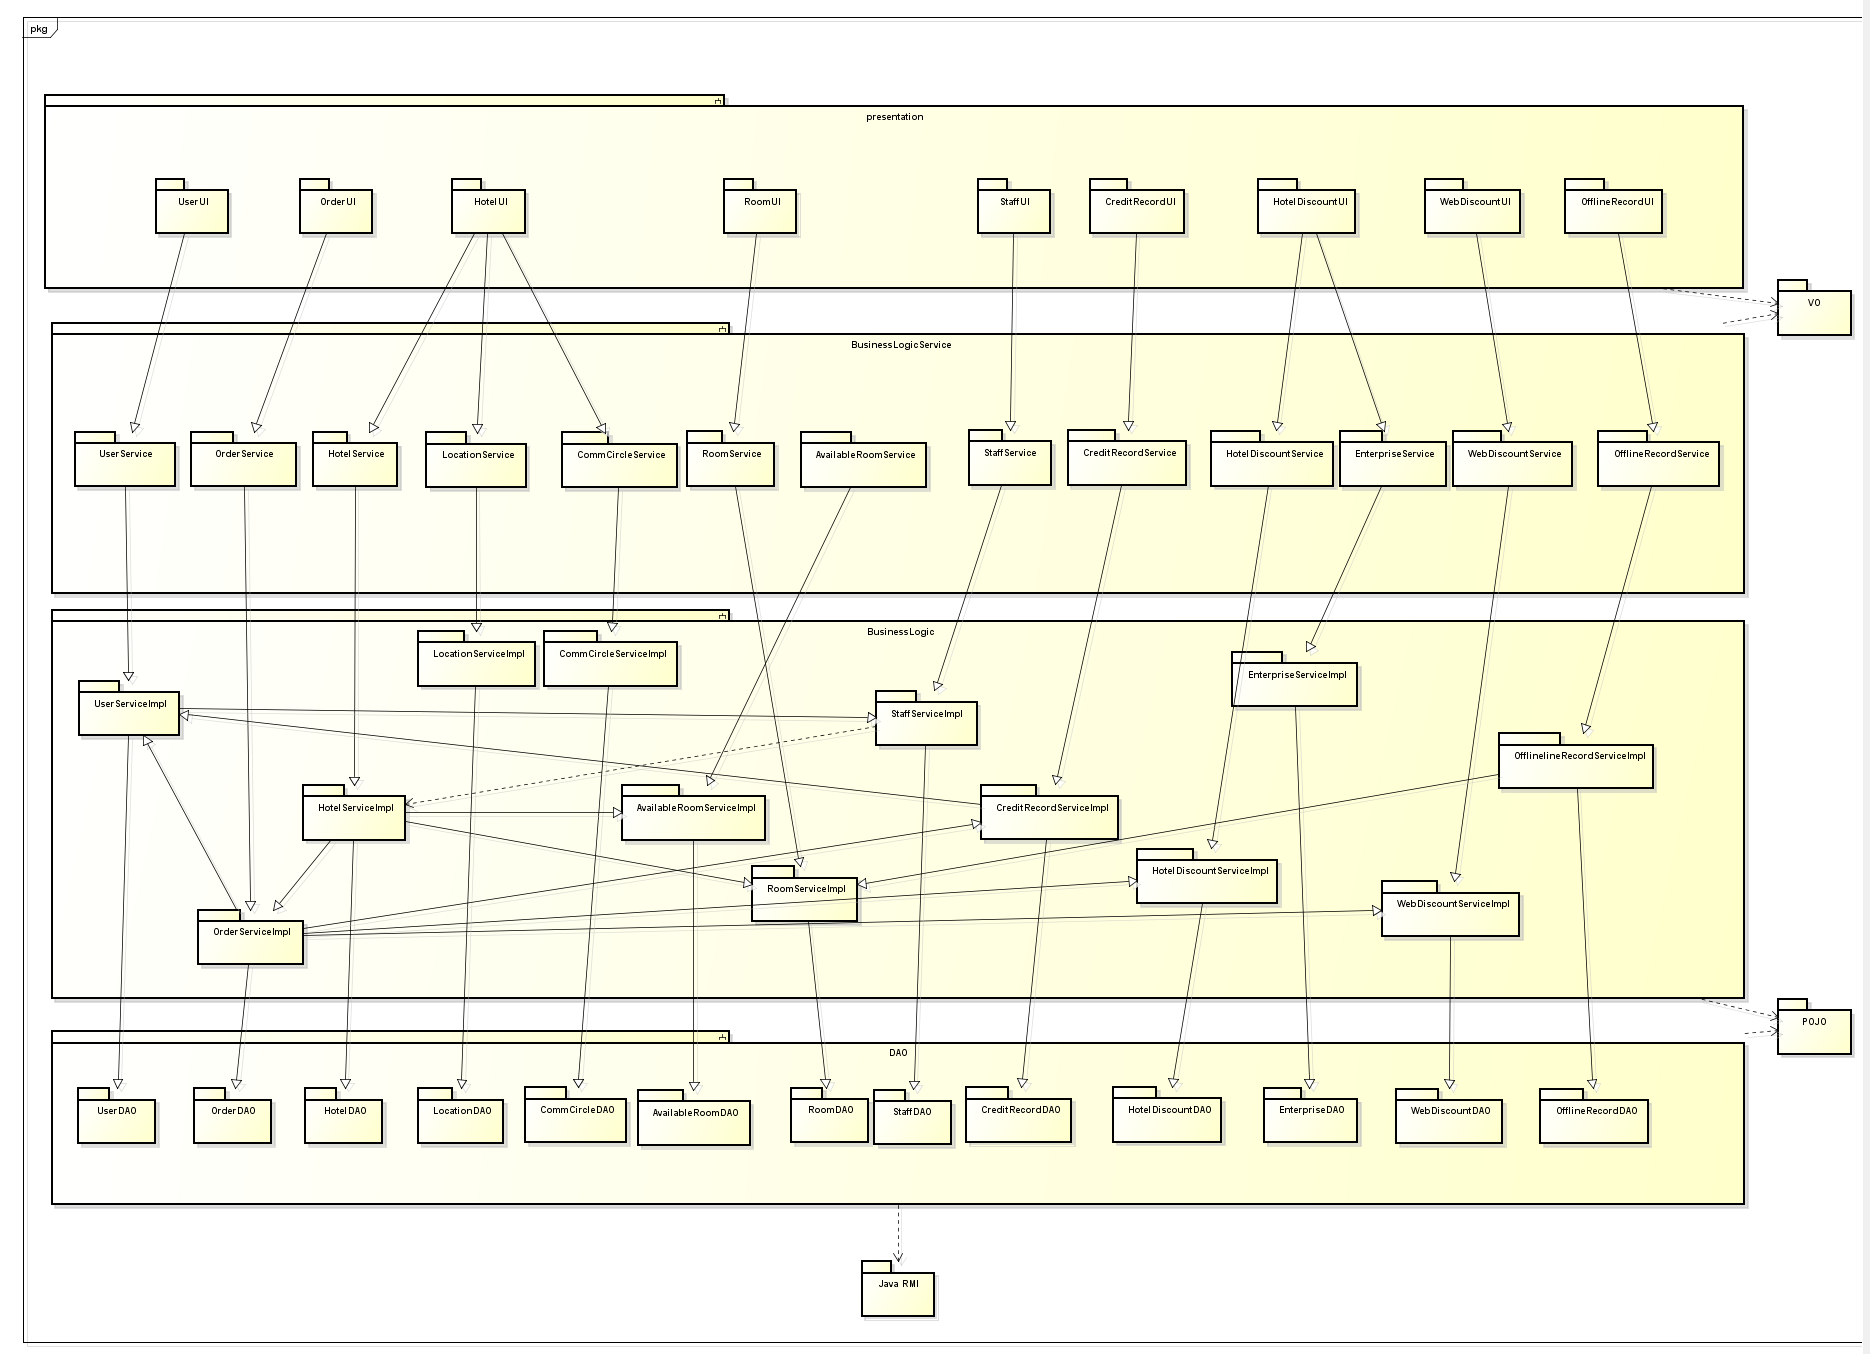 pkg
presentation
UserUI
OrderUI
HotelUI
RoomUI
StaffUI
CreditRecordUI
HotelDiscountUI
WebDiscountUI
OfflineRecordUI
VO
BusinessLogicService
UserService
OrderService
HotelService
LocationService
CommCircleService
RoomService
AvailableRoomService
StaffService
CreditRecordService
HotelDiscountService
EnterpriseService
WebDiscountService
OfflineRecordService
BusinessLogic
LocationServiceImpl
CommCircleServiceImpl
EnterpriseServiceImpl
UserServiceImpl
StaffServiceImpl
OfflinelineRecordServiceImpl
HotelServiceImpl
AvailableRoomServiceImpl
CreditRecordServiceImpl
HotelDiscountServiceImpl
RoomServiceImpl
WebDiscountServiceImpl
OrderServiceImpl
POJO
DAO
UserDAO
OrderDAO
HotelDAO
LocationDAO
CommCircleDAO
AvailableRoomDAO
RoomDAO
StaffDAO
CreditRecordDAO
HotelDiscountDAO
EnterpriseDAO
WebDiscountDAO
OfflineRecordDAO
Java RMI